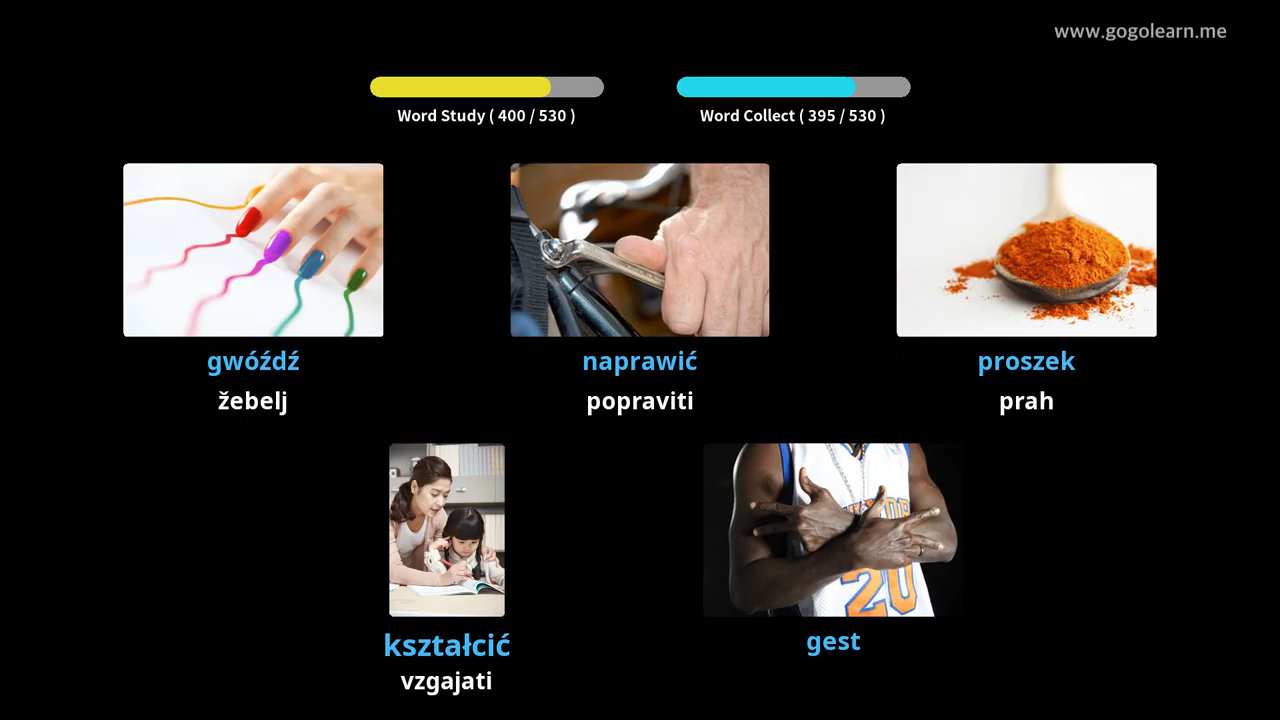 www.gogolearn.me
Word Study ( 400 / 530 )
Word Collect ( 395 / 530 )
gwóźdź
naprawić
proszek
žebelj
popraviti
prah
20
kształcić
gest
vzgajati